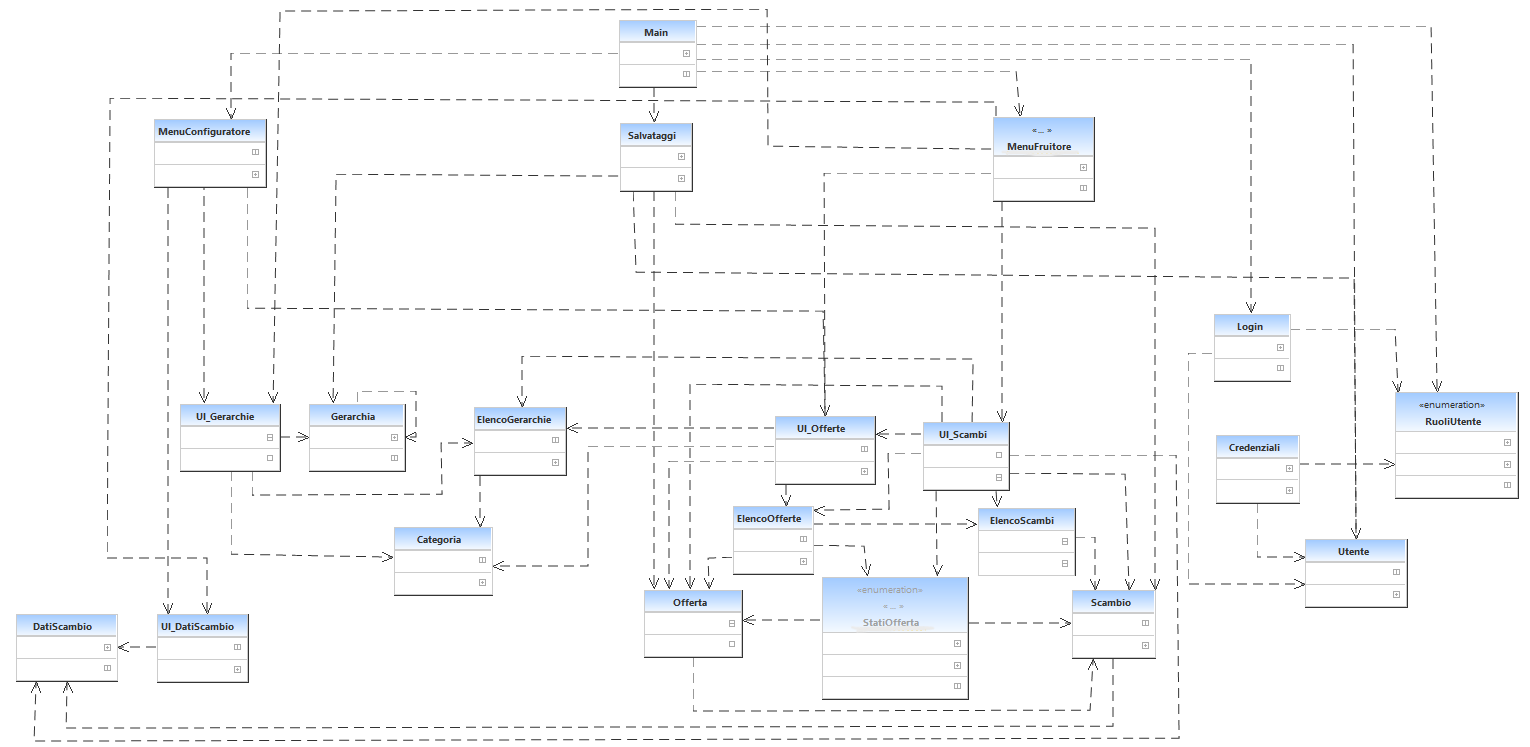 Main
MenuConfiguratore
Salvataggi
«_»
MenuFruitore
Login
UI_Gerarchie
Gerarchia
ElencoGerarchie
UI_Offerte
UI_Scambi
«enumeration»
RuoliUtente
Credenziali
ElencoOfferte
ElencoScambi
Categoria
Utente
«enumeration»
«_»
StatiOfferta
Offerta
Scambio
DatiScambio
UI_DatiScambio